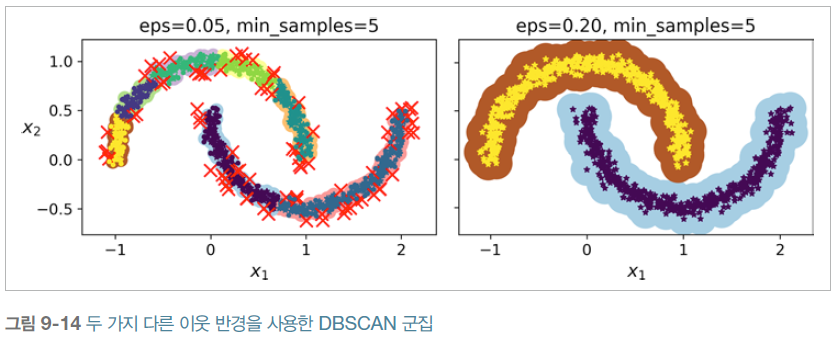 eps=0.05, min_samples=5
eps=0.20, min_samples=5
1.0
0.5
x2
0.0
−0.5
−1
0
1
2
−1
0
1
2
x1
x1
그림 9-14 두 가지 다른 이웃 반경을 사용한 DBSCAN 군집